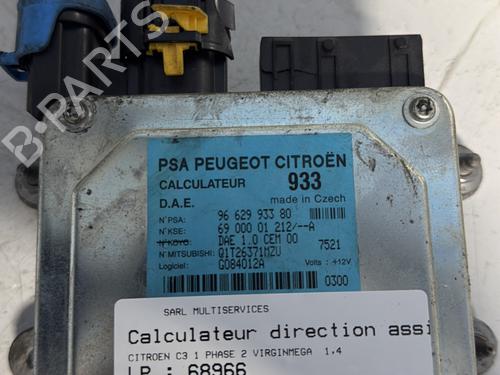 PSA PEUGEOT CITROËN
CALCULATEUR 933
D.A.E. made in Czech
N°PSA: 96 629 933 80
N°KSE: 69 000 01 212/--A
N°KOYO: DAE 1.0 CEM 00 7521
N°MITSUBISHI: Q1T26371MZU
Logiciel: G084012A Volts: +12V
0300
SARL MULTISERVICES
Calculateur direction assi
CITROEN C3 1 PHASE 2 VIRGINMEGA 1,4
LP : 68966
B-PARTS